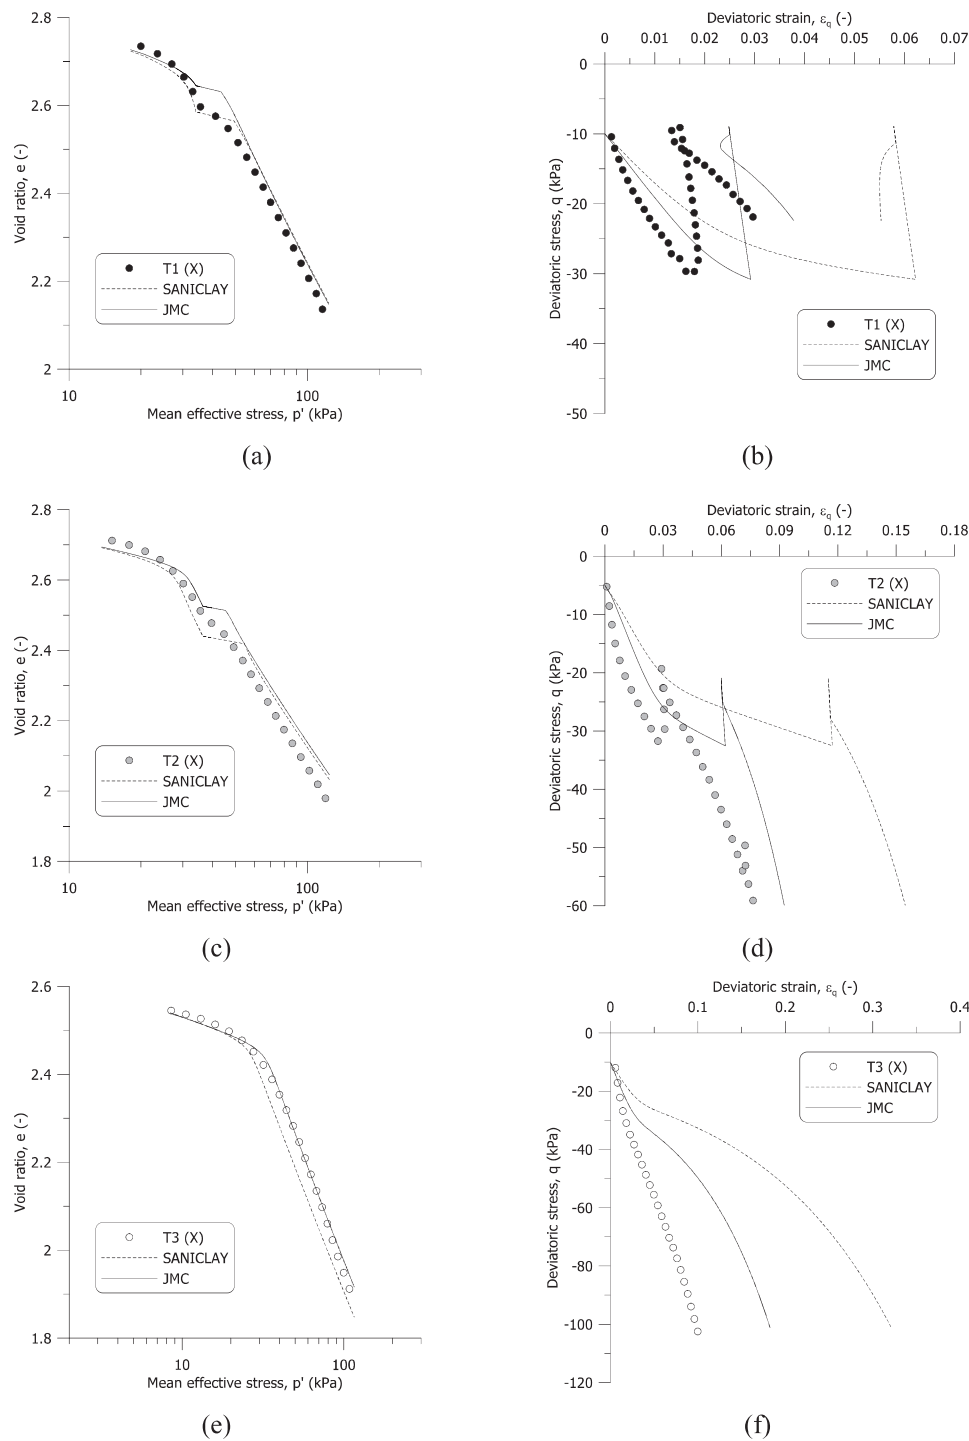 2.8
2.6
2.4
2.2
2
10
100
Void ratio, e (-)
Mean effective stress, p' (kPa)
T1 (X)
SANICLAY
JMC
(a)
Deviatoric strain, εq (-)
0 0.01 0.02 0.03 0.04 0.05 0.06 0.07
0
-10
-20
-30
-40
-50
Deviatoric stress, q (kPa)
T1 (X)
SANICLAY
JMC
(b)
2.8
2.6
2.4
2.2
2
1.8
10
100
Void ratio, e (-)
Mean effective stress, p' (kPa)
T2 (X)
SANICLAY
JMC
(c)
Deviatoric strain, εq (-)
0 0.03 0.06 0.09 0.12 0.15 0.18
0
-10
-20
-30
-40
-50
-60
Deviatoric stress, q (kPa)
T2 (X)
SANICLAY
JMC
(d)
2.6
2.4
2.2
2
1.8
10
100
Void ratio, e (-)
Mean effective stress, p' (kPa)
T3 (X)
SANICLAY
JMC
(e)
Deviatoric strain, εq (-)
0 0.1 0.2 0.3 0.4
0
-20
-40
-60
-80
-100
-120
Deviatoric stress, q (kPa)
T3 (X)
SANICLAY
JMC
(f)